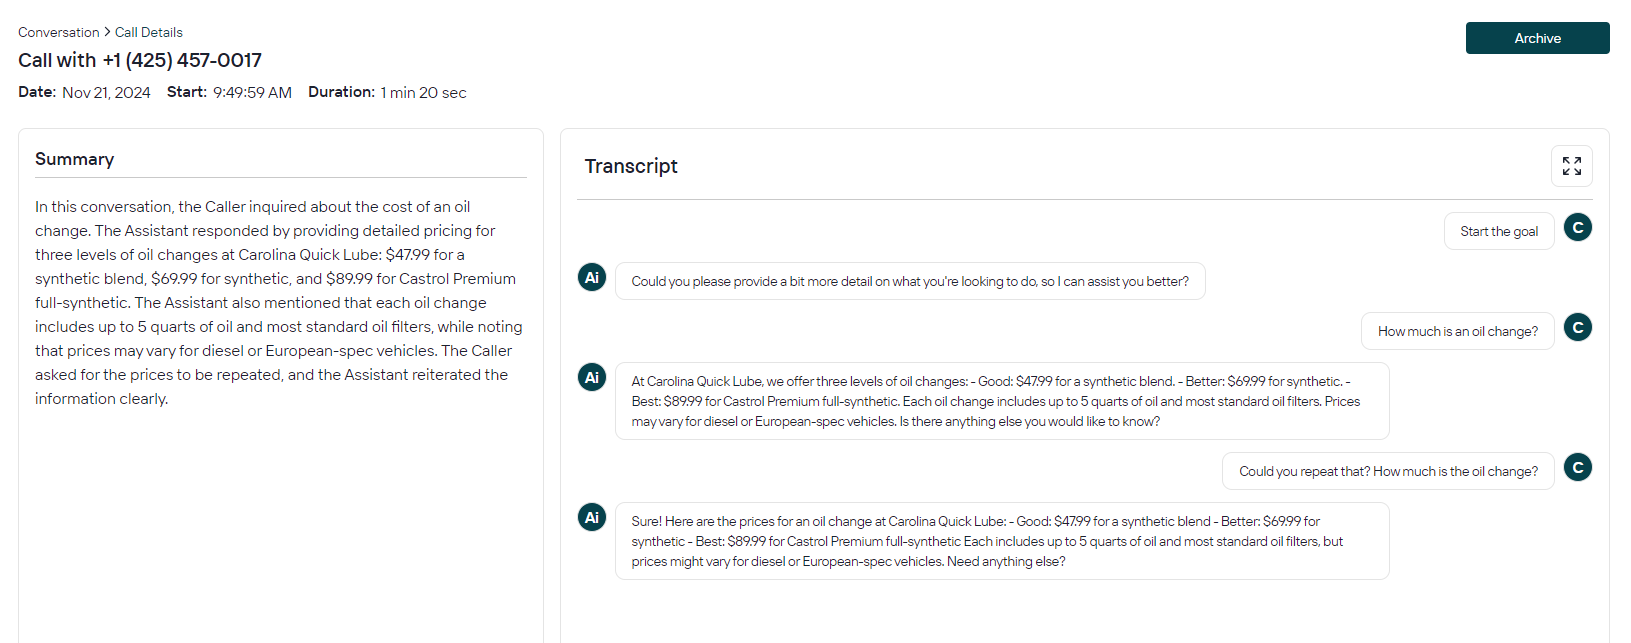 Conversation > Call Details
Archive
Call with +1 (425) 457-0017
Date: Nov 21, 2024 Start: 9:49:59 AM Duration: 1 min 20 sec
Summary
In this conversation, the Caller inquired about the cost of an oil
change. The Assistant responded by providing detailed pricing for
three levels of oil changes at Carolina Quick Lube: $47.99 for a
synthetic blend, $69.99 for synthetic, and $89.99 for Castrol Premium
full-synthetic. The Assistant also mentioned that each oil change
includes up to 5 quarts of oil and most standard oil filters, while noting
that prices may vary for diesel or European-spec vehicles. The Caller
asked for the prices to be repeated, and the Assistant reiterated the
information clearly.
Transcript
Start the goal
C
Ai
Could you please provide a bit more detail on what you're looking to do, so I can assist you better?
How much is an oil change?
C
Ai
At Carolina Quick Lube, we offer three levels of oil changes: - Good: $47.99 for a synthetic blend. - Better: $69.99 for synthetic. -
Best: $89.99 for Castrol Premium full-synthetic. Each oil change includes up to 5 quarts of oil and most standard oil filters. Prices
may vary for diesel or European-spec vehicles. Is there anything else you would like to know?
Could you repeat that? How much is the oil change?
C
Ai
Sure! Here are the prices for an oil change at Carolina Quick Lube: - Good: $47.99 for a synthetic blend - Better: $69.99 for
synthetic - Best: $89.99 for Castrol Premium full-synthetic Each includes up to 5 quarts of oil and most standard oil filters, but
prices might vary for diesel or European-spec vehicles. Need anything else?